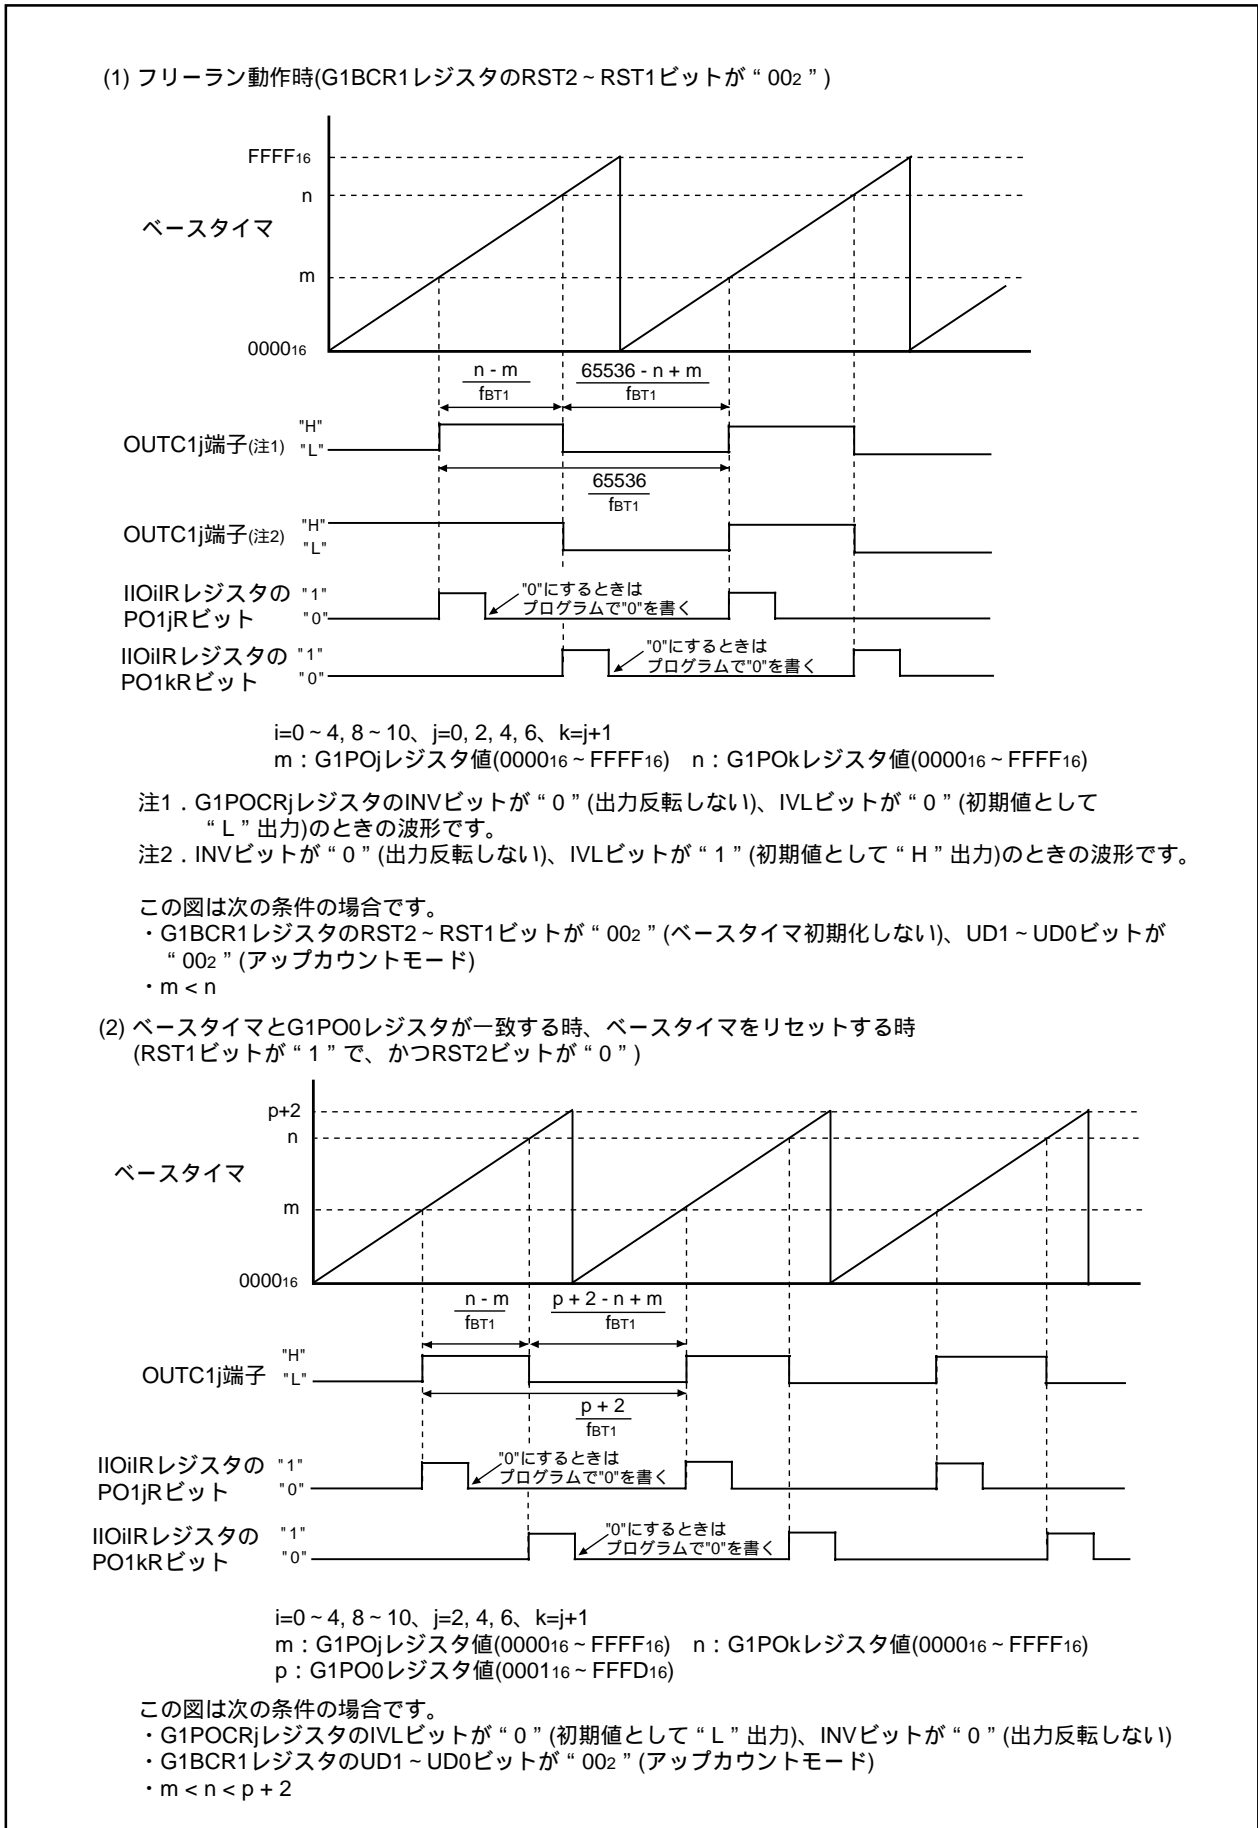 (1) フリーラン動作時(G1BCR1レジスタのRST2～RST1ビットが“002”)
FFFF16
n
ベースタイマ
m
000016
n - m
fBT1
65536 - n + m
fBT1
OUTC1j端子(注1)
"H"
"L"
65536
fBT1
OUTC1j端子(注2)
"H"
"L"
IIOiIRレジスタの
PO1jRビット
"1"
"0"
"0"にするときは
プログラムで"0"を書く
IIOiIRレジスタの
PO1kRビット
"1"
"0"
"0"にするときは
プログラムで"0"を書く
i=0～4, 8～10、j=0, 2, 4, 6、k=j+1
m：G1POjレジスタ値(000016～FFFF16) n：G1POkレジスタ値(000016～FFFF16)
注1．G1POCRjレジスタのINVビットが“0”(出力反転しない)、IVLビットが“0”(初期値として
“L”出力)のときの波形です。
注2．INVビットが“0”(出力反転しない)、IVLビットが“1”(初期値として“H”出力)のときの波形です。
この図は次の条件の場合です。
・G1BCR1レジスタのRST2～RST1ビットが“002”(ベースタイマ初期化しない)、UD1～UD0ビットが
“002”(アップカウントモード)
・m < n
(2) ベースタイマとG1PO0レジスタが一致する時、ベースタイマをリセットする時
(RST1ビットが“1”で、かつRST2ビットが“0”)
p+2
n
ベースタイマ
m
000016
n - m
fBT1
p + 2 - n + m
fBT1
OUTC1j端子
"H"
"L"
p + 2
fBT1
IIOiIRレジスタの
PO1jRビット
"1"
"0"
"0"にするときは
プログラムで"0"を書く
IIOiIRレジスタの
PO1kRビット
"1"
"0"
"0"にするときは
プログラムで"0"を書く
i=0～4, 8～10、j=2, 4, 6、k=j+1
m：G1POjレジスタ値(000016～FFFF16) n：G1POkレジスタ値(000016～FFFF16)
p：G1PO0レジスタ値(000116～FFFD16)
この図は次の条件の場合です。
・G1POCRjレジスタのIVLビットが“0”(初期値として“L”出力)、INVビットが“0”(出力反転しない)
・G1BCR1レジスタのUD1～UD0ビットが“002”(アップカウントモード)
・m < n < p + 2